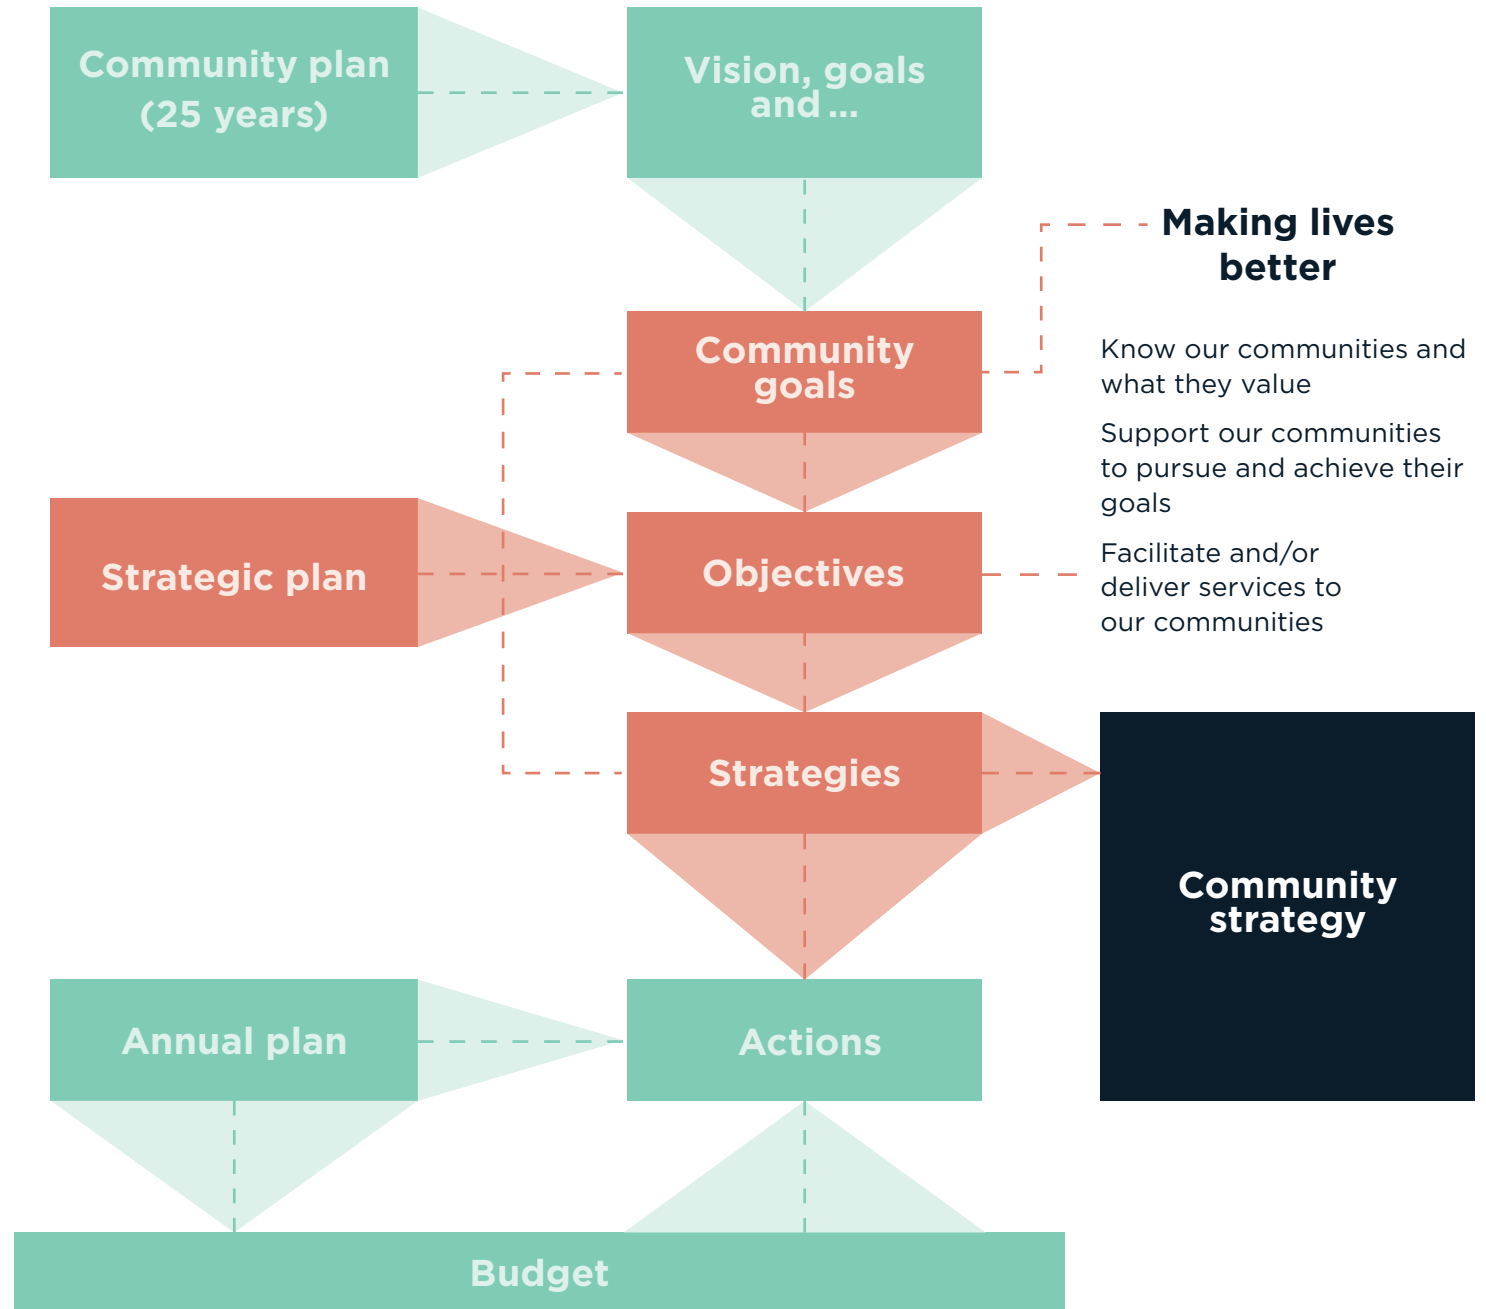 Community plan
(25 years)
Vision, goals
and ...
Making lives
better
Community
goals
Know our communities and
what they value
Support our communities
to pursue and achieve their
goals
Strategic plan
Objectives
Facilitate and/or
deliver services to
our communities
Strategies
Community
strategy
Annual plan
Actions
Budget